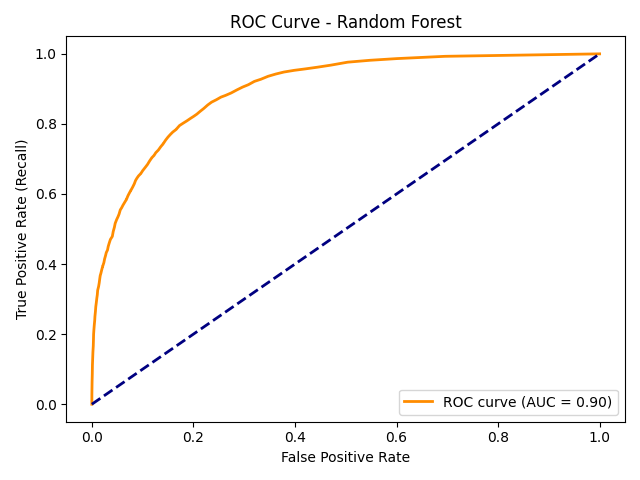 ROC Curve - Random Forest
True Positive Rate (Recall)
1.0
0.8
0.6
0.4
0.2
0.0
ROC curve (AUC = 0.90)
0.0 0.2 0.4 0.6 0.8 1.0
False Positive Rate